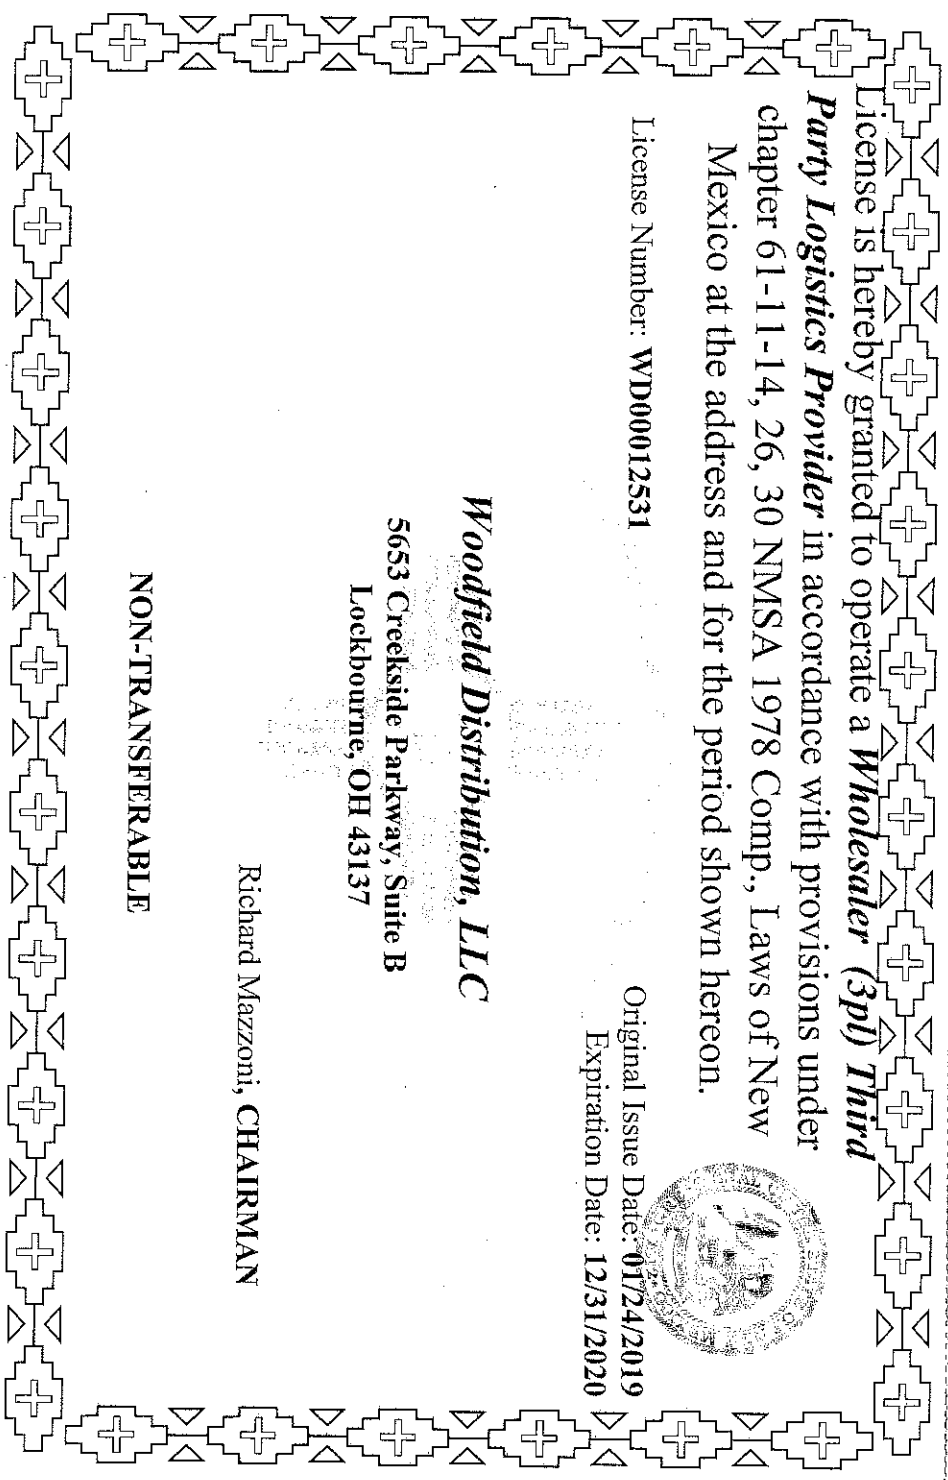 License is hereby granted to operate a Wholesaler (3pl) Third
Party Logistics Provider in accordance with provisions under
chapter 61-11-14, 26, 30 NMSA 1978 Comp., Laws of New
Mexico at the address and for the period shown hereon.
License Number: WD00012531
Original Issue Date: 01/24/2019
Expiration Date: 12/31/2020
Woodfield Distribution, LLC
5653 Creekside Parkway, Suite B
Lockbourne, OH 43137
Richard Mazzoni, CHAIRMAN
NON-TRANSFERABLE